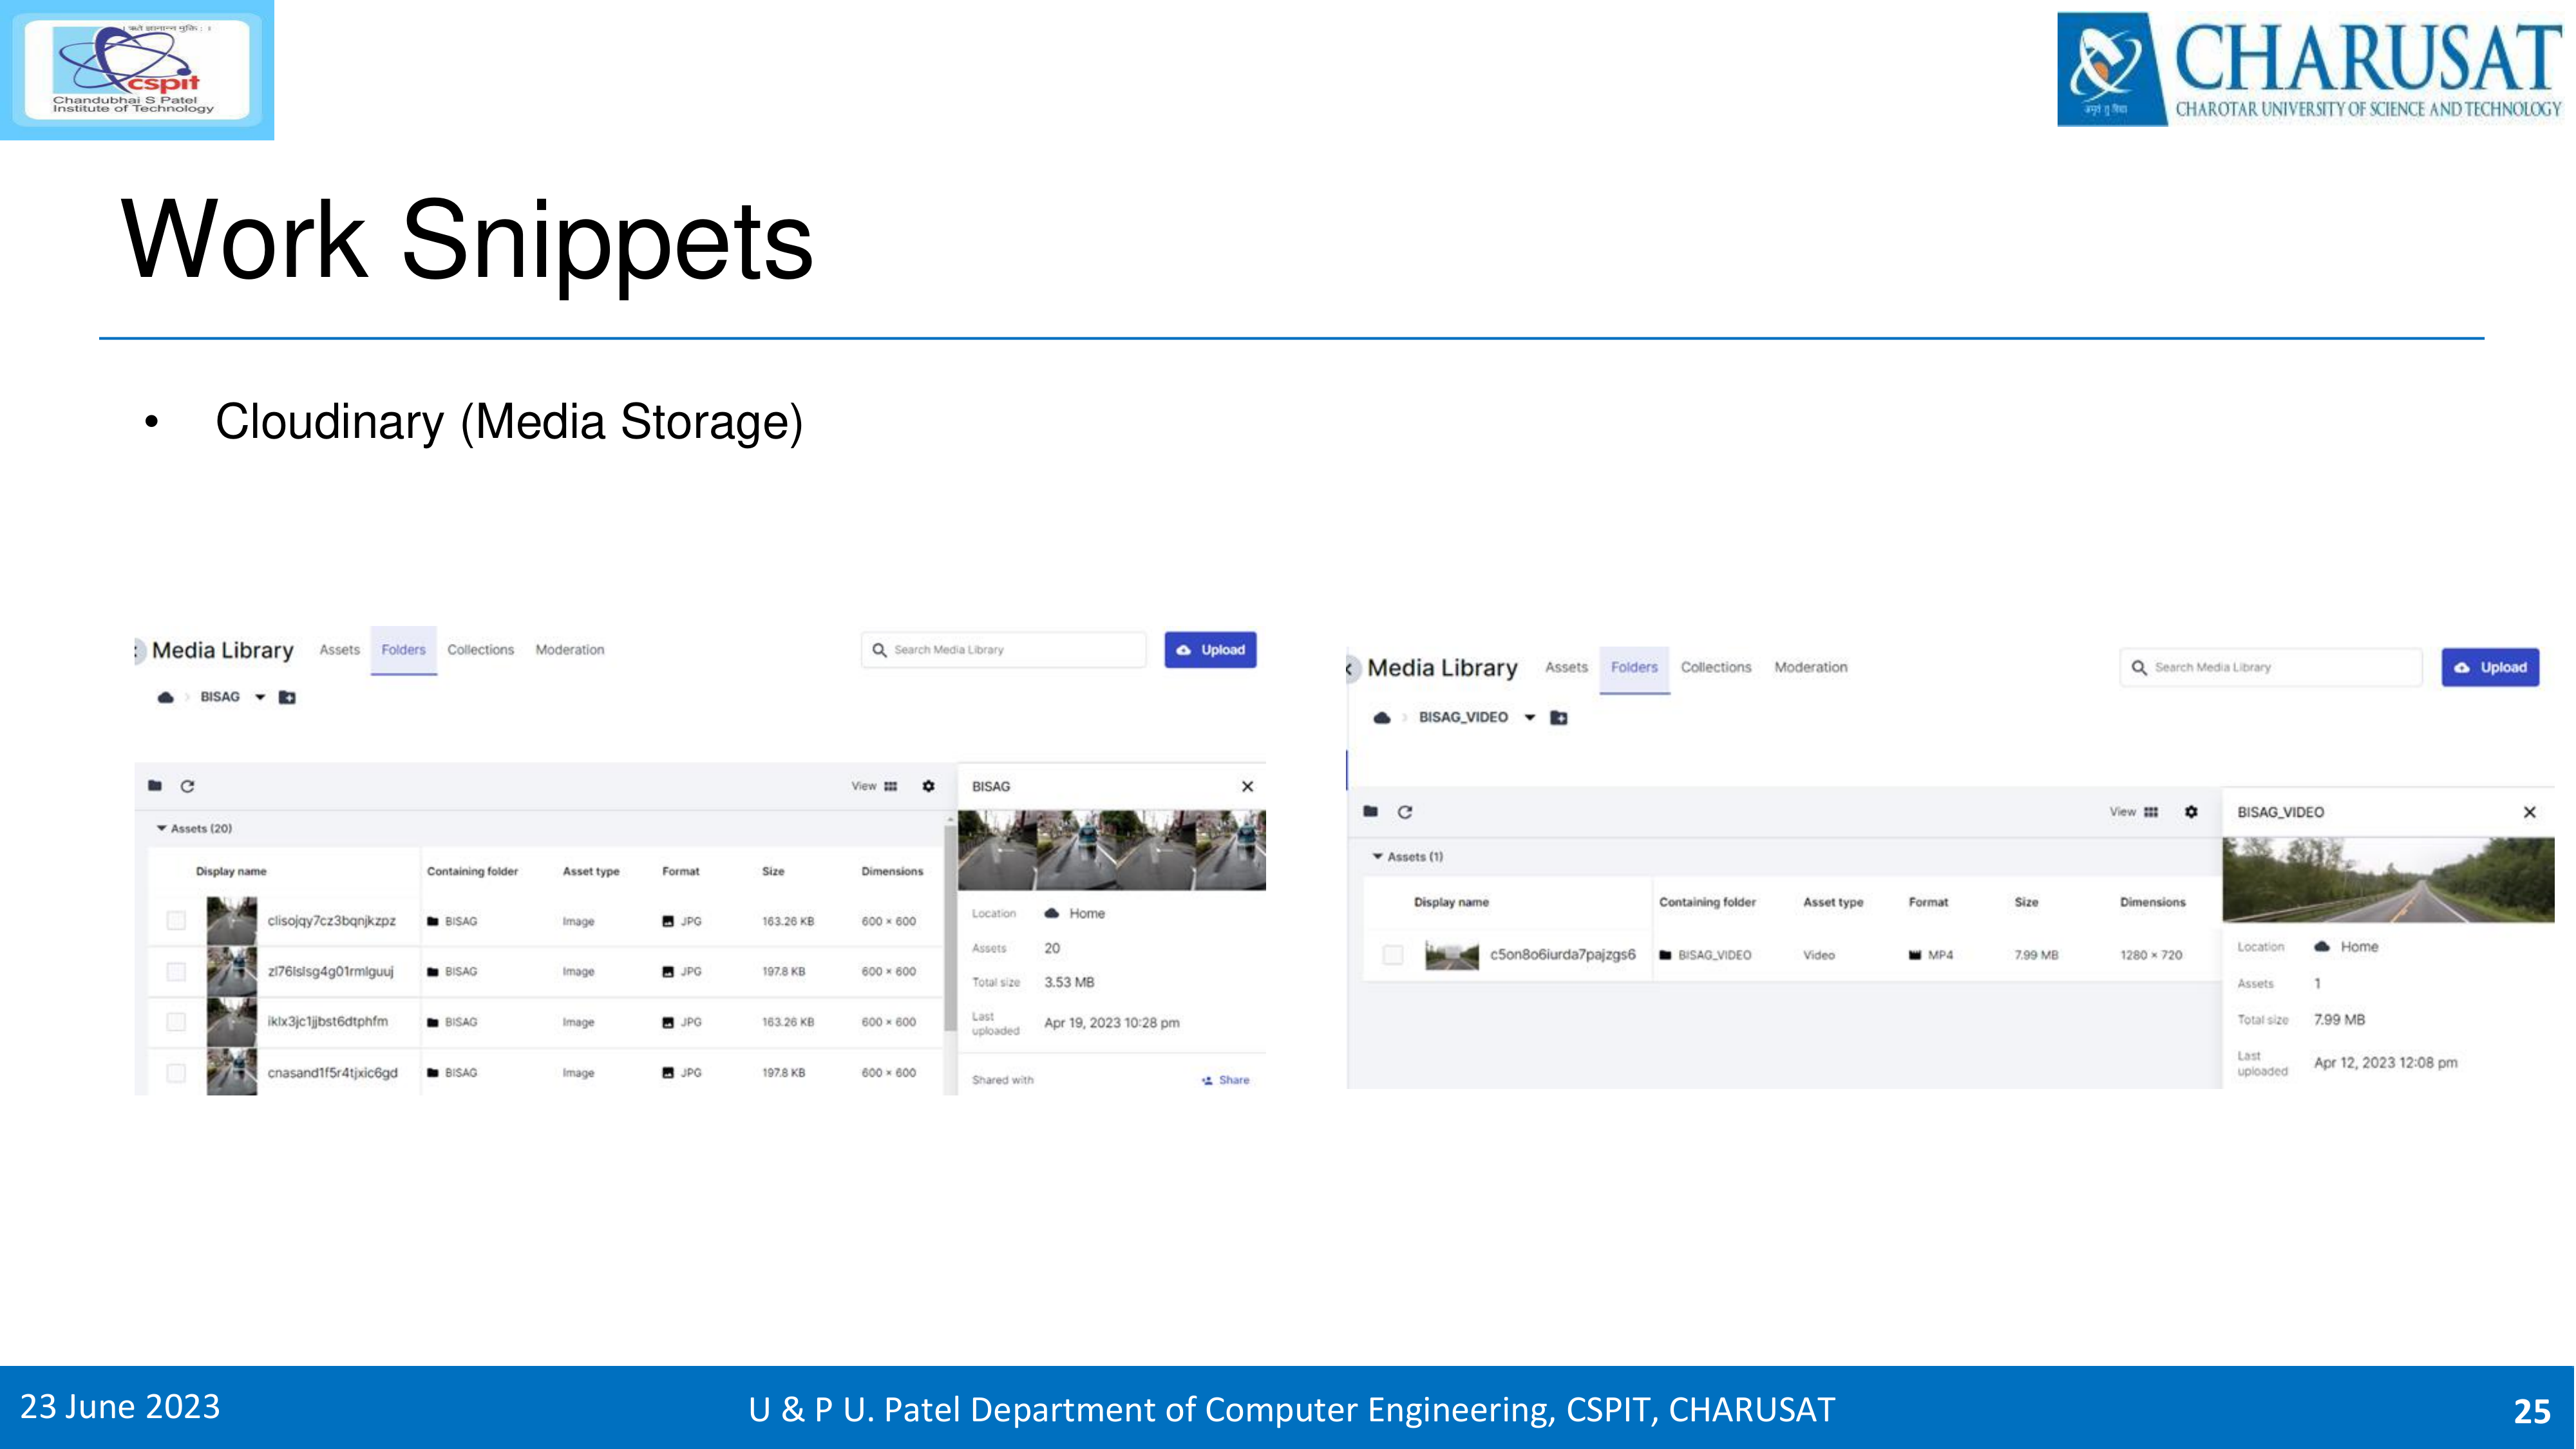 cspit
Chandubhai S Patel
Institute of Technology
CHARUSAT
CHAROTAR UNIVERSITY OF SCIENCE AND TECHNOLOGY
Work Snippets
• Cloudinary (Media Storage)
Media Library Assets Folders Collections Moderation Search Media Library Upload
BISAG
View BISAG
Assets (20)
Display name Containing folder Asset type Format Size Dimensions
clisojqy7cz3bqnjkzpz BISAG Image JPG 163.26 KB 600 × 600
zl76lslsg4g01rmlguuj BISAG Image JPG 197.8 KB 600 × 600
iklx3jc1jjbst6dtphfm BISAG Image JPG 163.26 KB 600 × 600
cnasand1f5r4tjxic6gd BISAG Image JPG 197.8 KB 600 × 600
Location Home
Assets 20
Total size 3.53 MB
Last uploaded Apr 19, 2023 10:28 pm
Shared with Share
Media Library Assets Folders Collections Moderation Search Media Library Upload
BISAG_VIDEO
View BISAG_VIDEO
Assets (1)
Display name Containing folder Asset type Format Size Dimensions
c5on8o6iurda7pajzgs6 BISAG_VIDEO Video MP4 7.99 MB 1280 × 720
Location Home
Assets 1
Total size 7.99 MB
Last uploaded Apr 12, 2023 12:08 pm
23 June 2023
U & P U. Patel Department of Computer Engineering, CSPIT, CHARUSAT
25